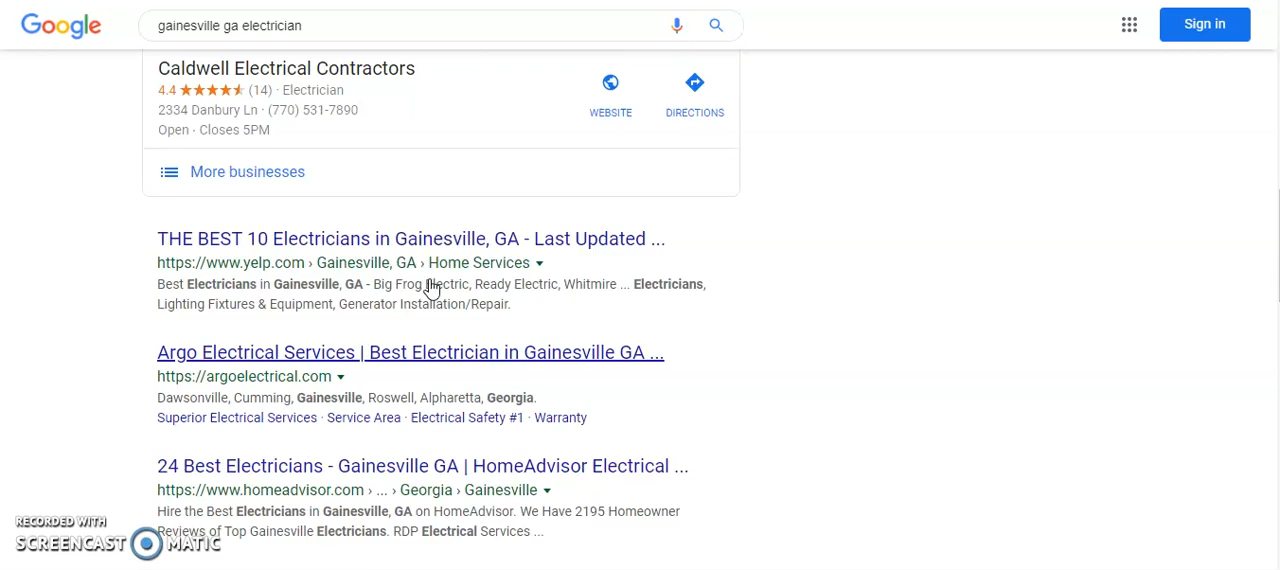 Google
gainesville ga electrician
Sign in
Caldwell Electrical Contractors
4.4 (14) · Electrician
2334 Danbury Ln · (770) 531-7890
Open · Closes 5PM
WEBSITE
DIRECTIONS
More businesses
THE BEST 10 Electricians in Gainesville, GA - Last Updated ...
https://www.yelp.com › Gainesville, GA › Home Services
Best Electricians in Gainesville, GA - Big Frog Electric, Ready Electric, Whitmire ... Electricians,
Lighting Fixtures & Equipment, Generator Installation/Repair.
Argo Electrical Services | Best Electrician in Gainesville GA ...
https://argoelectrical.com
Dawsonville, Cumming, Gainesville, Roswell, Alpharetta, Georgia.
Superior Electrical Services · Service Area · Electrical Safety #1 · Warranty
24 Best Electricians - Gainesville GA | HomeAdvisor Electrical ...
https://www.homeadvisor.com › ... › Georgia › Gainesville
Hire the Best Electricians in Gainesville, GA on HomeAdvisor. We Have 2195 Homeowner
Reviews of Top Gainesville Electricians. RDP Electrical Services ...
RECORDED WITH
SCREENCAST MATIC